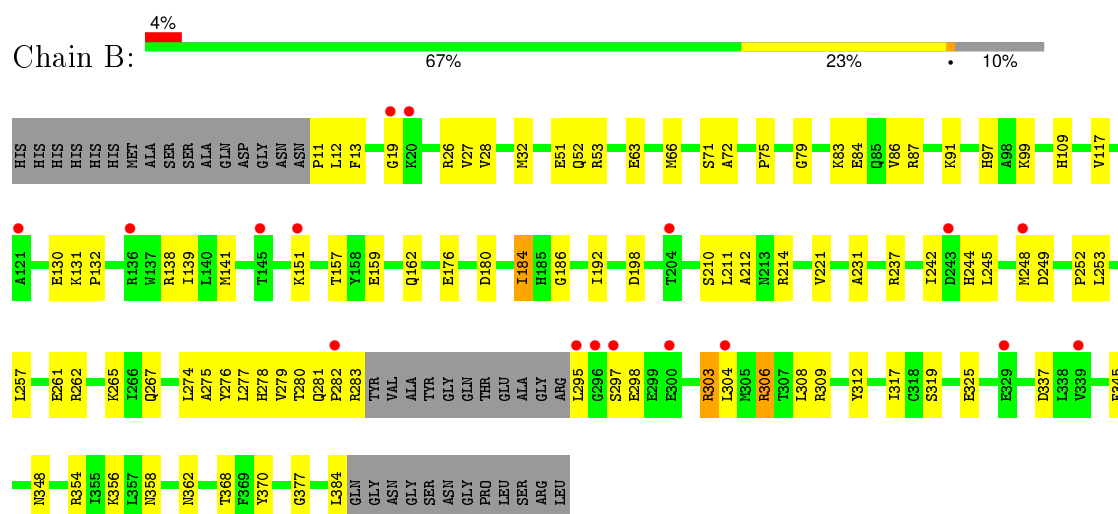 4%
Chain B:
67% 23% • 10%
HIS HIS HIS HIS HIS HIS MET ALA SER SER ALA GLN ASP GLY ASN ASN P11 L12 F13 G19 K20 R26 V27 V28 M32 E51 Q52 R53 E63 M66 S71 A72 P75 G79 K83 E84 Q85 V86 R87 K91 H97 A98 K99 H109 V117
A121 E130 K131 P132 R136 W137 R138 I139 L140 M141 T145 K151 T157 Y158 E159 Q162 E176 D180 I184 H185 G186 I192 D198 T204 S210 L211 A212 N213 R214 V221 A231 R237 I242 D243 H244 L245 M248 D249 P252 L253
L257 E261 R262 K265 I266 Q267 L274 A275 Y276 L277 H278 V279 T280 Q281 P282 R283 TYR VAL ALA TYR GLY GLN THR GLU ALA GLY ARG L295 G296 S297 E298 E299 E300 R303 L304 M305 R306 T307 L308 R309 Y312 I317 C318 S319 E325 E329 D337 L338 V339
N348 R354 I355 K356 L357 N358 N362 T368 F369 Y370 G377 L384 GLN GLY ASN GLY SER ASN GLY PRO LEU SER ARG LEU